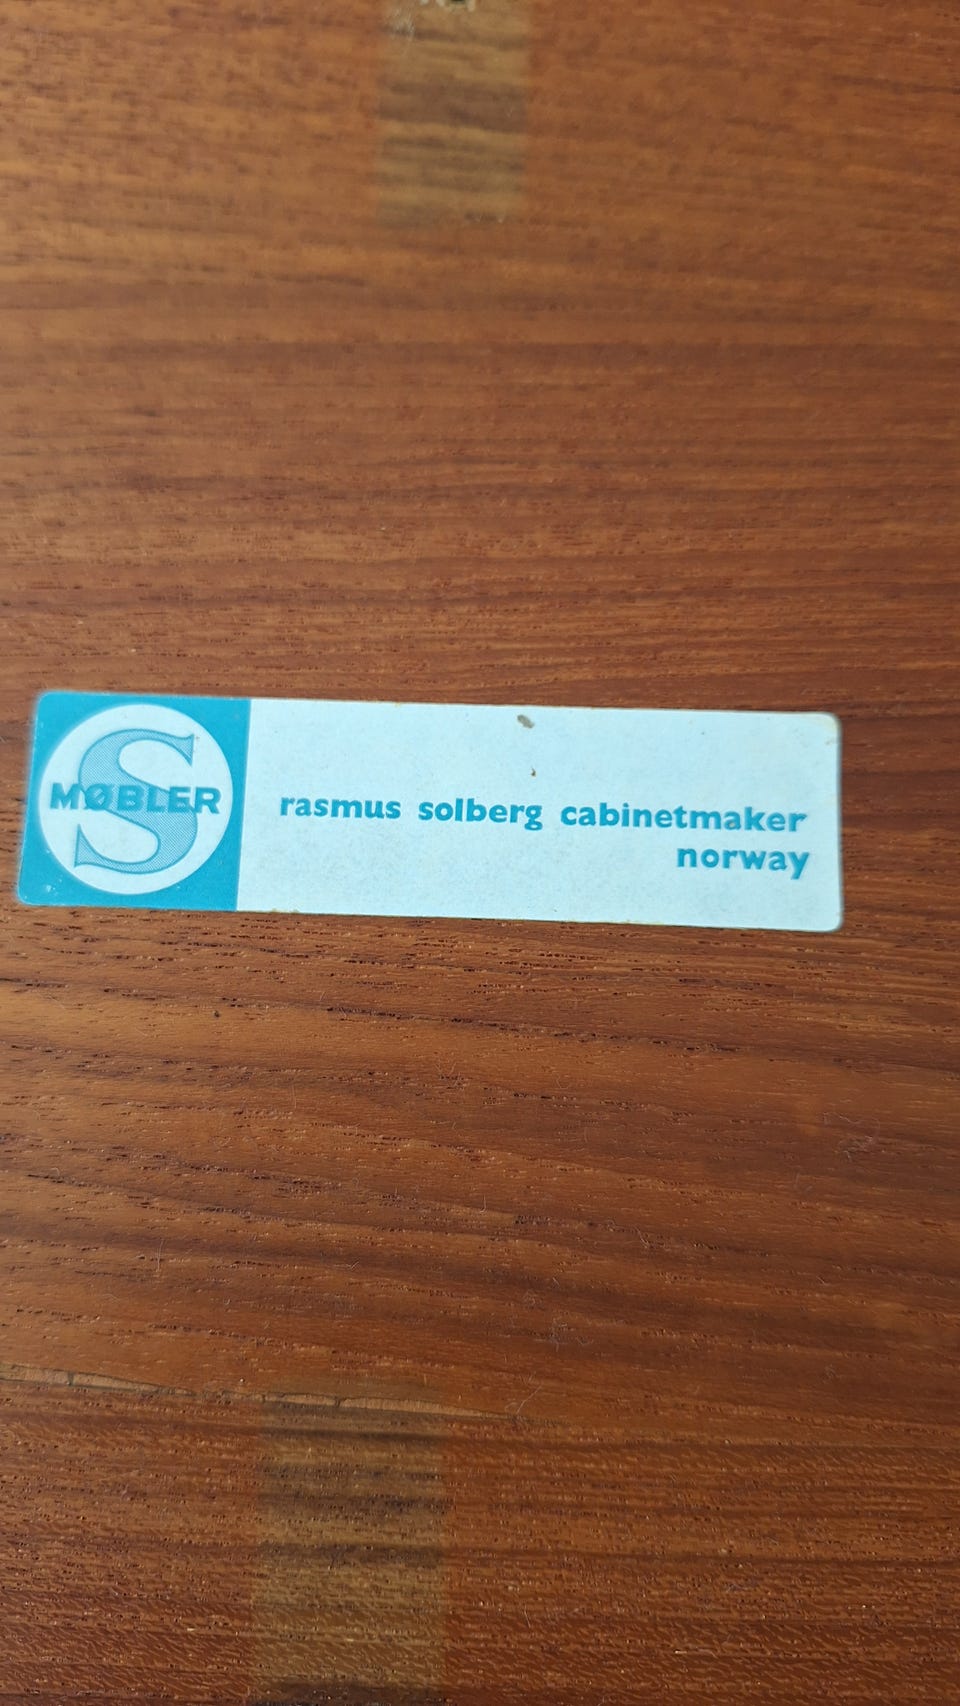 S
MØBLER
rasmus solberg cabinetmaker
norway